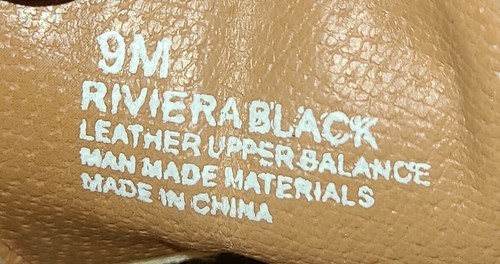 9M
RIVIERA BLACK
LEATHER UPPER.BALANCE
MAN MADE MATERIALS
MADE IN CHINA